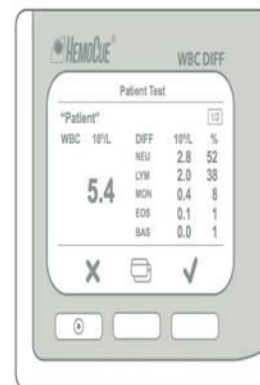 HemoCue®
WBC DIFF
Patient Test
"Patient" 1/2
WBC 10⁹/L DIFF 10⁹/L %
NEU 2.8 52
LYM 2.0 38
5.4 MON 0.4 8
EOS 0.1 1
BAS 0.0 1